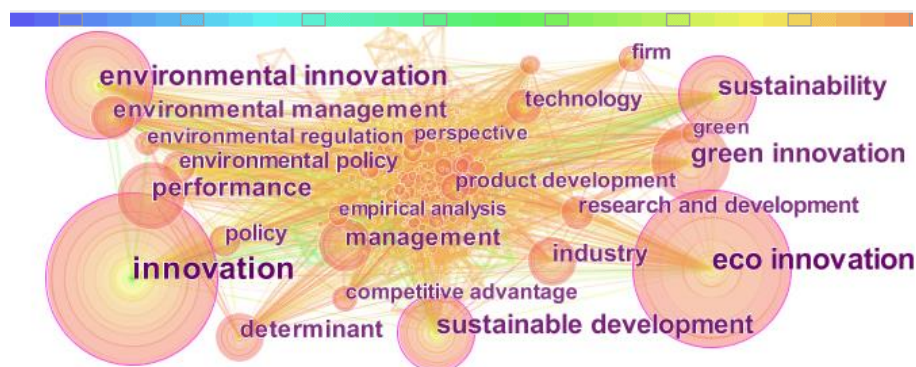 firm
environmental innovation
sustainability
technology
environmental management
green
environmental regulation
perspective
green innovation
environmental policy
product development
performance
research and development
empirical analysis
policy
management
industry
eco innovation
innovation
competitive advantage
determinant
sustainable development